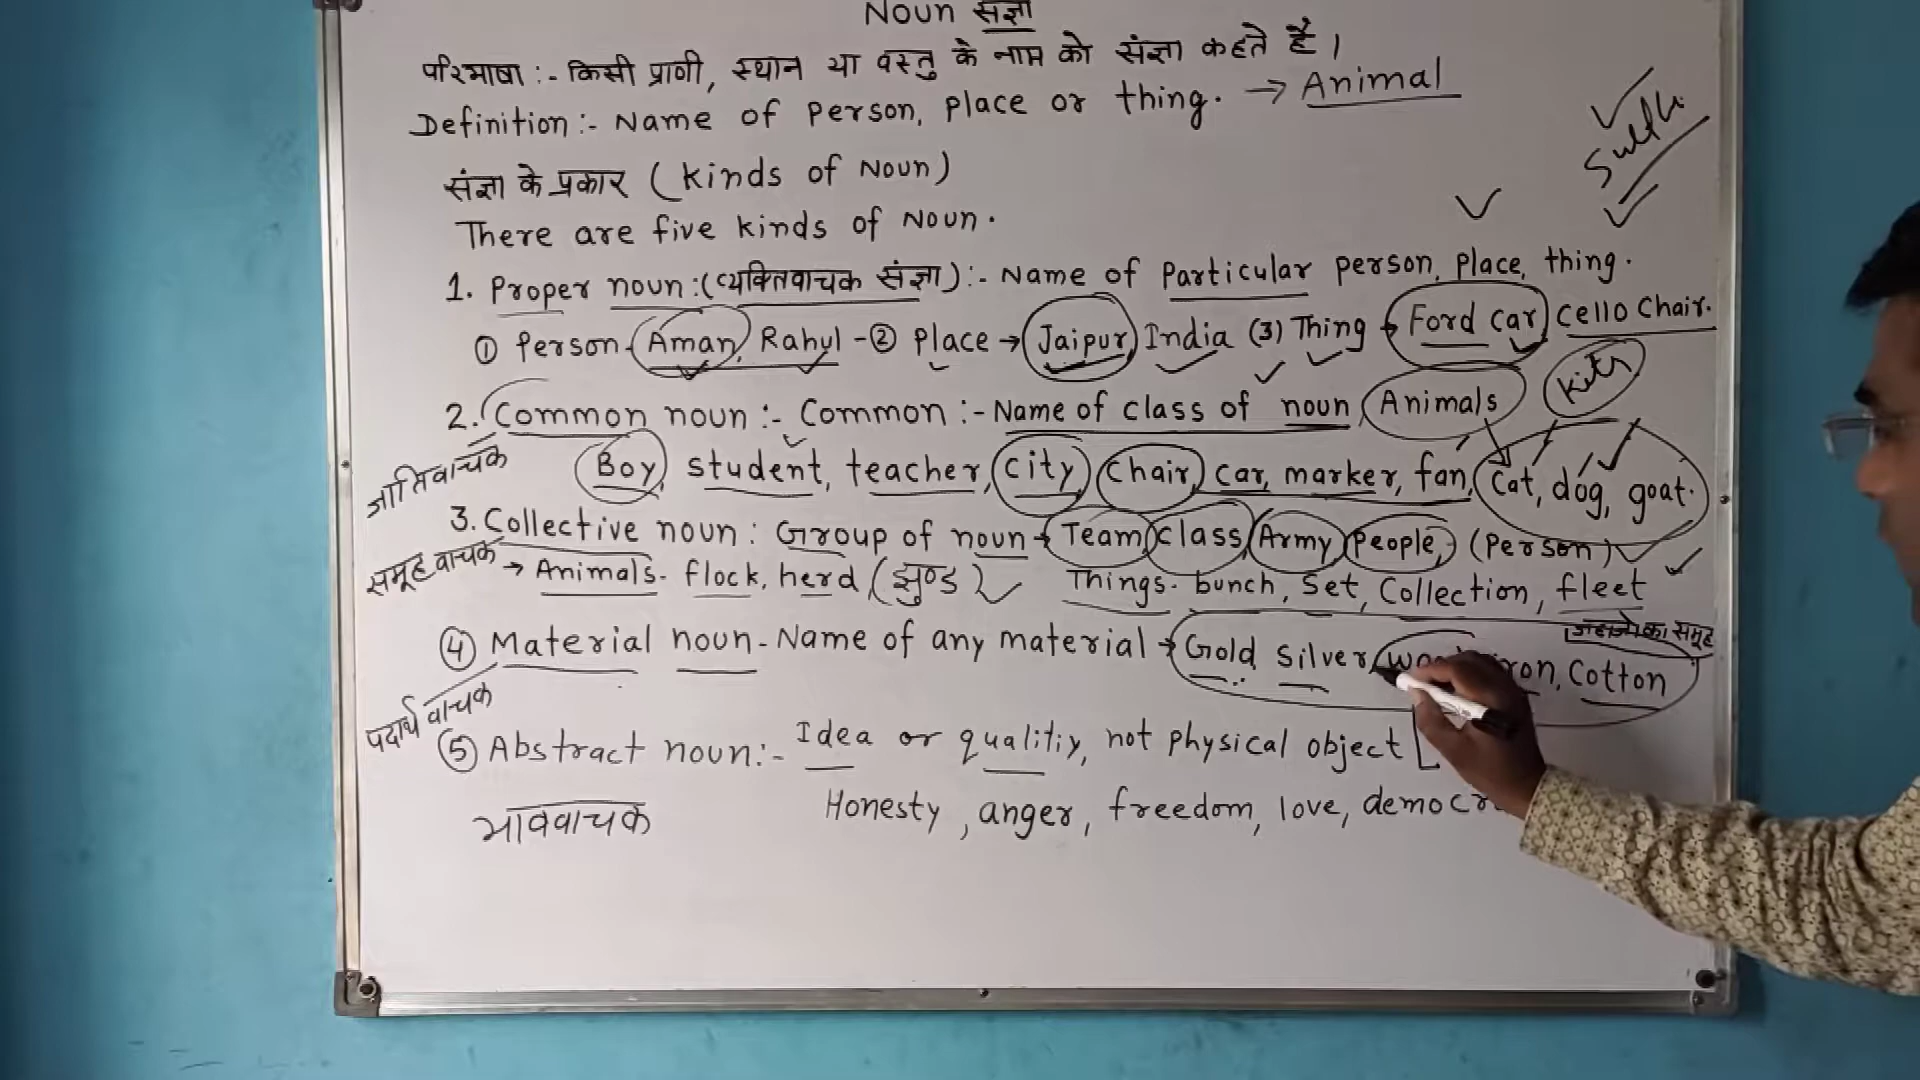 Noun संज्ञा
परिभाषा :- किसी प्राणी, स्थान या वस्तु के नाम को संज्ञा कहते हैं।
Definition :- Name of Person, Place or thing. → Animal
संज्ञा के प्रकार (Kinds of Noun)
There are five kinds of Noun.
1. Proper noun :(व्यक्तिवाचक संज्ञा) :- Name of Particular person, place, thing.
① Person - Aman, Rahul - ② Place → Jaipur, India (3) Thing → Ford car, cello Chair.
2. Common noun :- Common :- Name of class of noun, Animals
जातिवाचक
Boy, student, teacher, city, Chair, car, marker, fan, Cat, dog, goat.
3. Collective noun : Group of noun → Team, class, Army, People, - (Person)
समूह वाचक → Animals - flock, herd (झुण्ड) Things - bunch, Set, Collection, fleet
जहाजो का समूह
④ Material noun - Name of any material → Gold, Silver, iron, Cotton
पदार्थ वाचक
⑤ Abstract noun :- Idea or qualitiy, not physical object [
भाववाचक Honesty, anger, freedom, love,